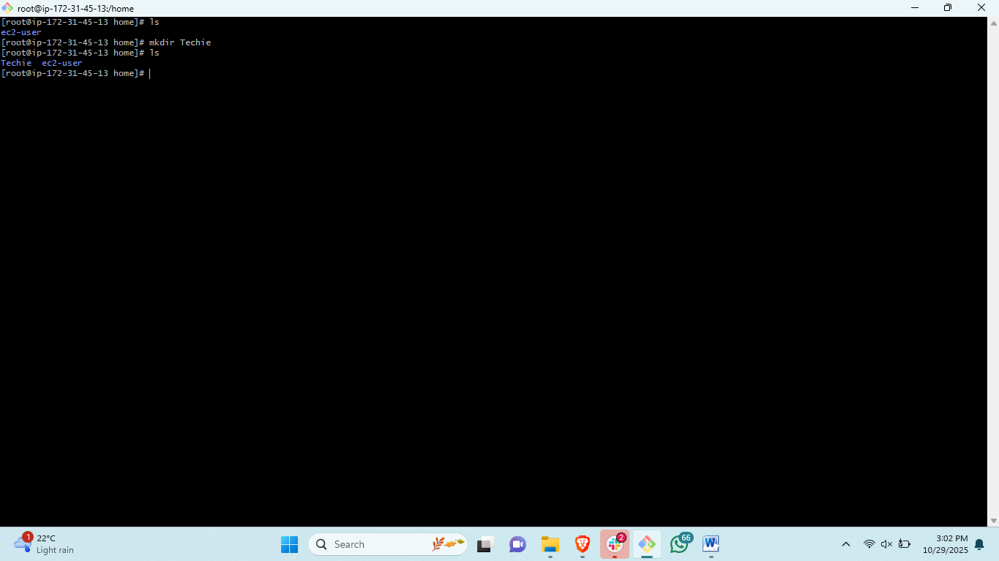 root@ip-172-31-45-13:/home
[root@ip-172-31-45-13 home]# ls
ec2-user
[root@ip-172-31-45-13 home]# mkdir Techie
[root@ip-172-31-45-13 home]# ls
Techie  ec2-user
[root@ip-172-31-45-13 home]#
1
22°C
Light rain
Search
2
66
W
3:02 PM
10/29/2025